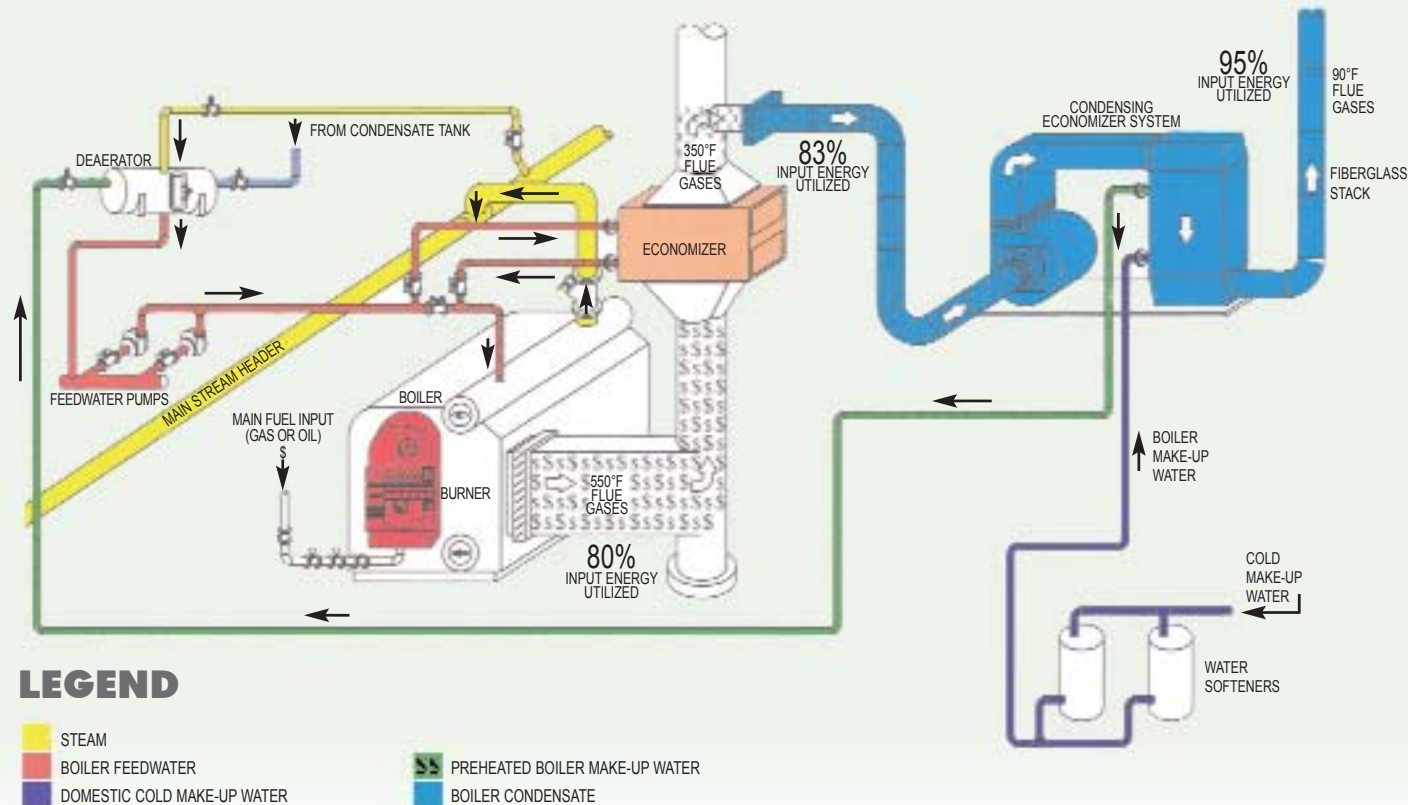 95%
INPUT ENERGY
UTILIZED
90°F
FLUE
GASES
CONDENSING
ECONOMIZER SYSTEM
FROM CONDENSATE TANK
DEAERATOR
350°F
FLUE
GASES
83%
INPUT ENERGY
UTILIZED
FIBERGLASS
STACK
ECONOMIZER
FEEDWATER PUMPS
MAIN STREAM HEADER
BOILER
MAIN FUEL INPUT
(GAS OR OIL)
$
BURNER
550°F
FLUE
GASES
80%
INPUT ENERGY
UTILIZED
BOILER
MAKE-UP
WATER
COLD
MAKE-UP
WATER
WATER
SOFTENERS
LEGEND
STEAM
BOILER FEEDWATER
DOMESTIC COLD MAKE-UP WATER
PREHEATED BOILER MAKE-UP WATER
BOILER CONDENSATE